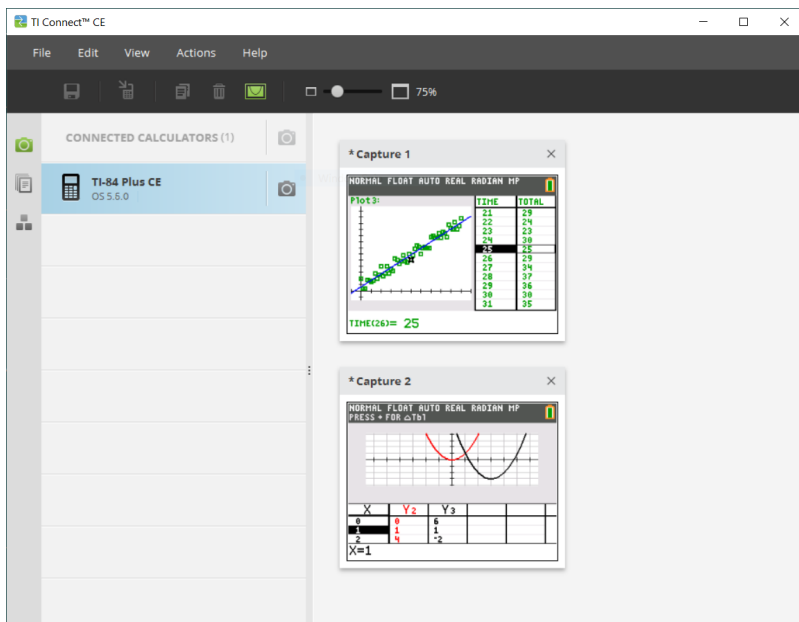 TI Connect™ CE
File Edit View Actions Help
75%
CONNECTED CALCULATORS (1)
TI-84 Plus CE
OS 5.6.0
*Capture 1
NORMAL FLOAT AUTO REAL RADIAN MP
Plot3:
TIME TOTAL
21 29
22 24
23 23
24 30
25 25
26 29
27 34
28 37
29 36
30 30
31 35
TIME(26)= 25
*Capture 2
NORMAL FLOAT AUTO REAL RADIAN MP
PRESS + FOR △Tbl
X Y2 Y3
0 0 6
1 1 1
2 4 -2
X=1